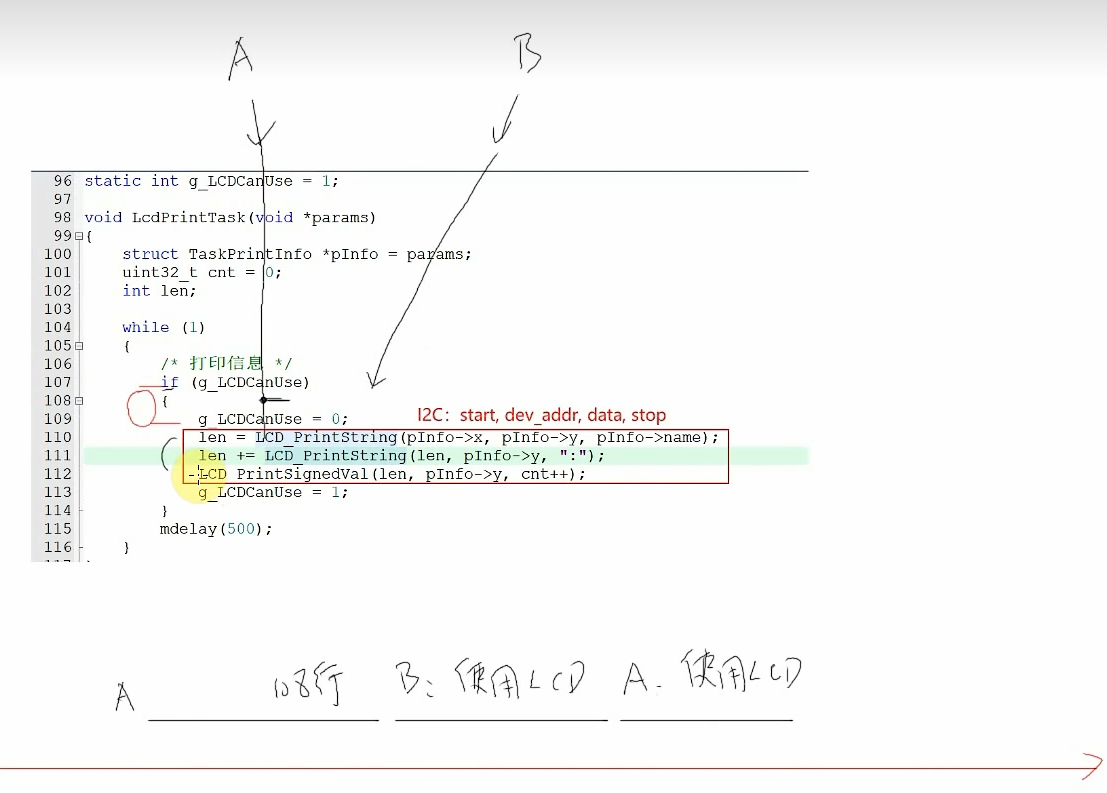 A B
96 static int g_LCDCanUse = 1;
97
98 void LcdPrintTask(void *params)
99 {
100 struct TaskPrintInfo *pInfo = params;
101 uint32_t cnt = 0;
102 int len;
103
104 while (1)
105 {
106 /* 打印信息 */
107 if (g_LCDCanUse)
108 {
109 g_LCDCanUse = 0;
I2C：start, dev_addr, data, stop
110 len = LCD_PrintString(pInfo->x, pInfo->y, pInfo->name);
111 len += LCD_PrintString(len, pInfo->y, ":");
112 LCD_PrintSignedVal(len, pInfo->y, cnt++);
113 g_LCDCanUse = 1;
114 }
115 mdelay(500);
116 }
A 108行 B: 使用LCD A. 使用LCD